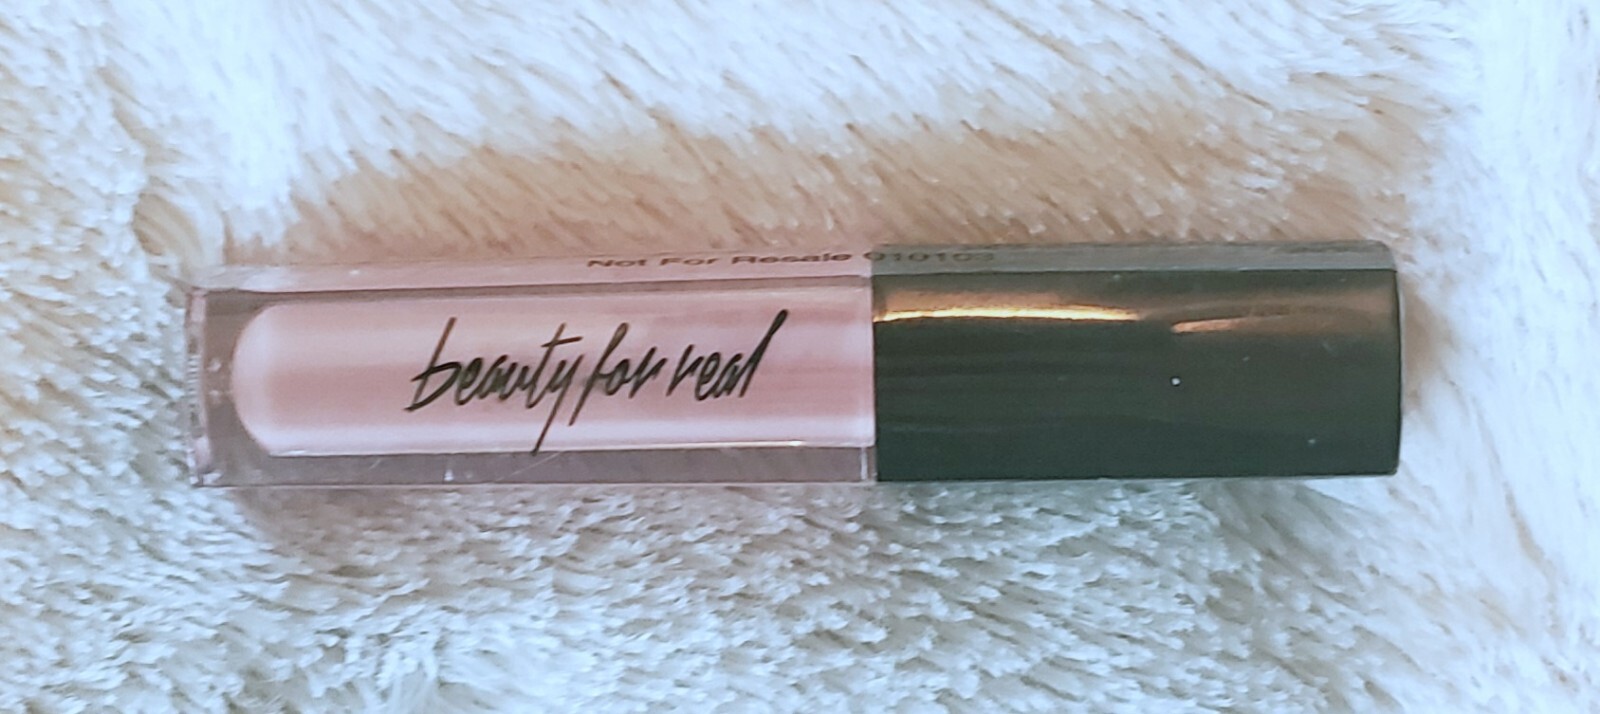 Not For Resale 010103
beauty for real